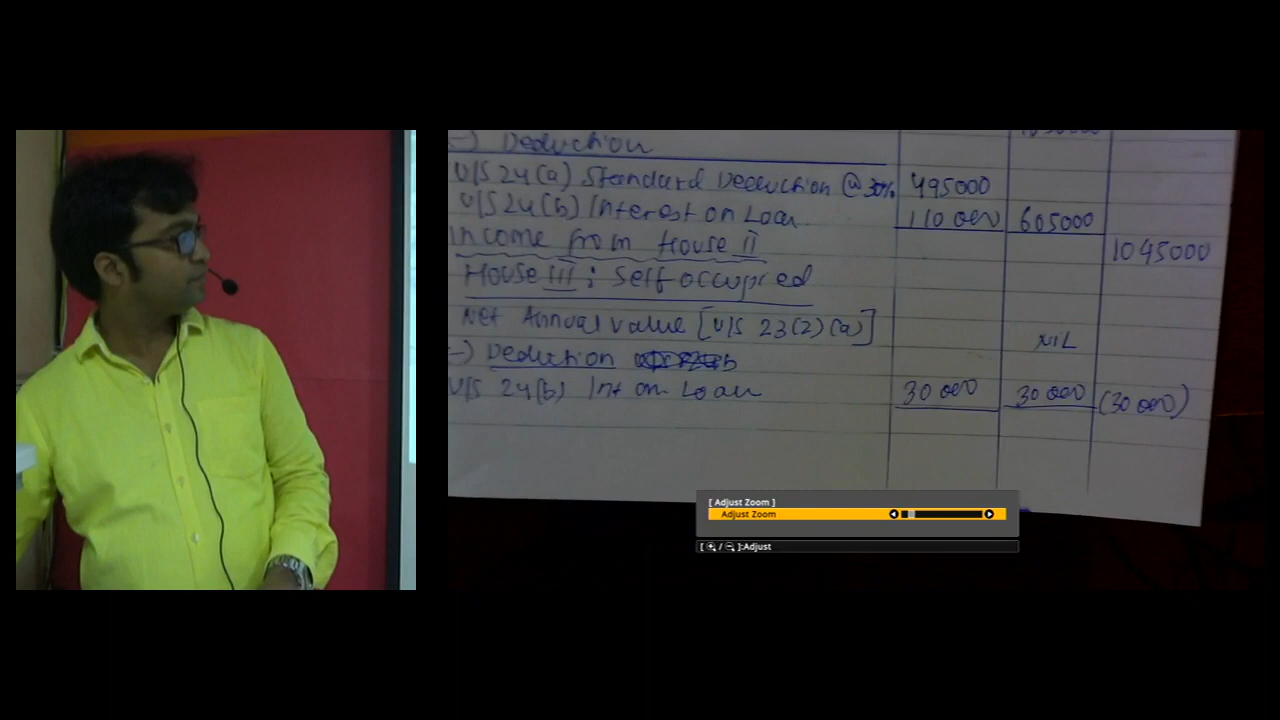 -) Deduction
U/S 24(a) Standard Deduction @ 30% 495000
U/S 24(b) Interest on Loan 110000 605000
Income from House II 1045000
House III : Self occupied
Net Annual value [U/S 23(2)(a)] NIL
-) Deduction
U/S 24(b) Int on Loan 30000 30000 (30000)
[ Adjust Zoom ]
Adjust Zoom
[ / ]:Adjust